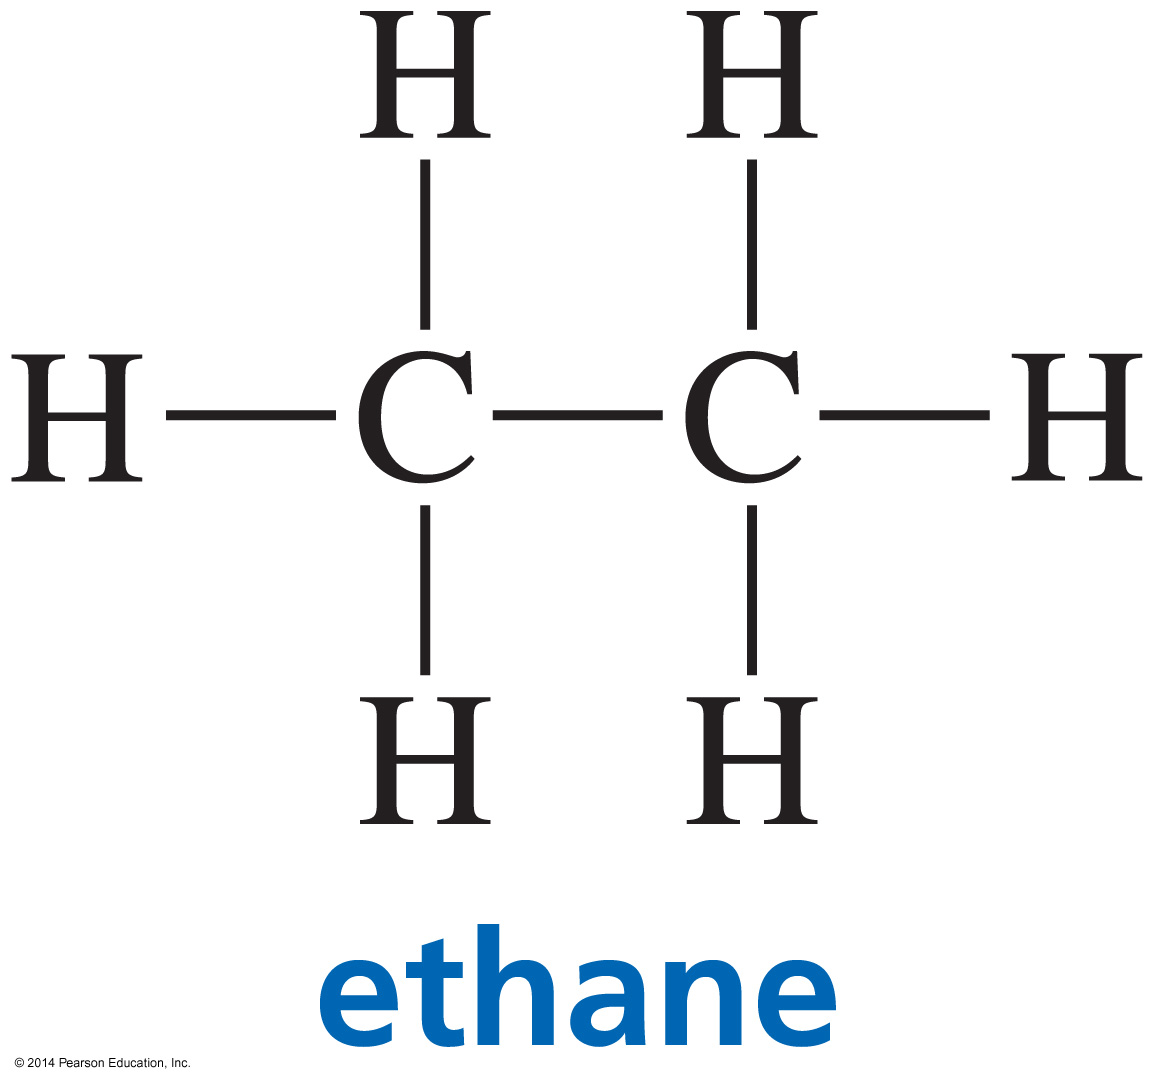 H H
H C C H
H H
ethane
© 2014 Pearson Education, Inc.